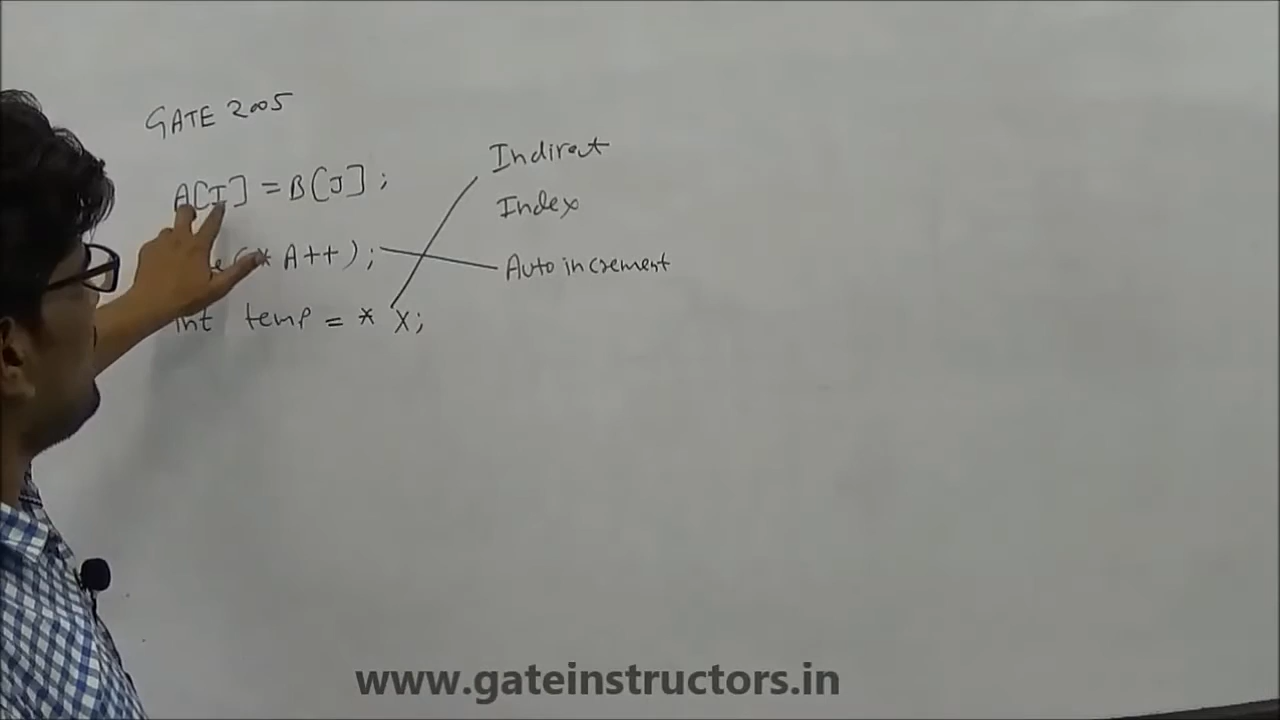 GATE 2005
A[I] = B[J];
(* A++);
int temp = * X;
Indirect
Index
Auto increment
www.gateinstructors.in